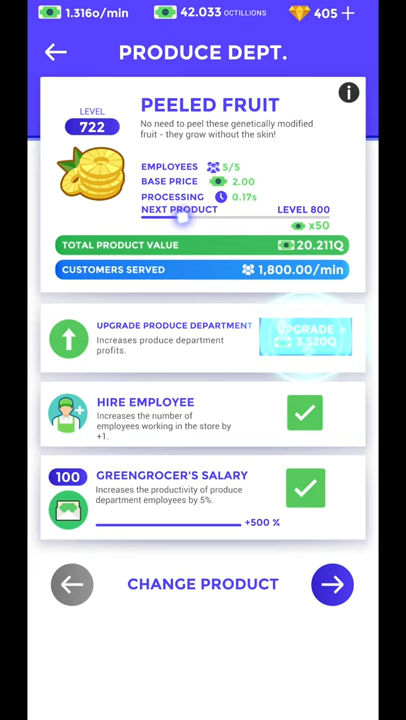 1.316o/min
42.033 OCTILLIONS
405 +
PRODUCE DEPT.
LEVEL
722
PEELED FRUIT
No need to peel these genetically modified
fruit - they grow without the skin!
EMPLOYEES 5/5
BASE PRICE 2.00
PROCESSING 0.17s
NEXT PRODUCT LEVEL 800
x50
TOTAL PRODUCT VALUE 20.211Q
CUSTOMERS SERVED 1,800.00/min
UPGRADE PRODUCE DEPARTMENT
Increases produce department
profits.
UPGRADE
3.520Q
HIRE EMPLOYEE
Increases the number of
employees working in the store by
+1.
100
GREENGROCER'S SALARY
Increases the productivity of produce
department employees by 5%.
+500 %
CHANGE PRODUCT